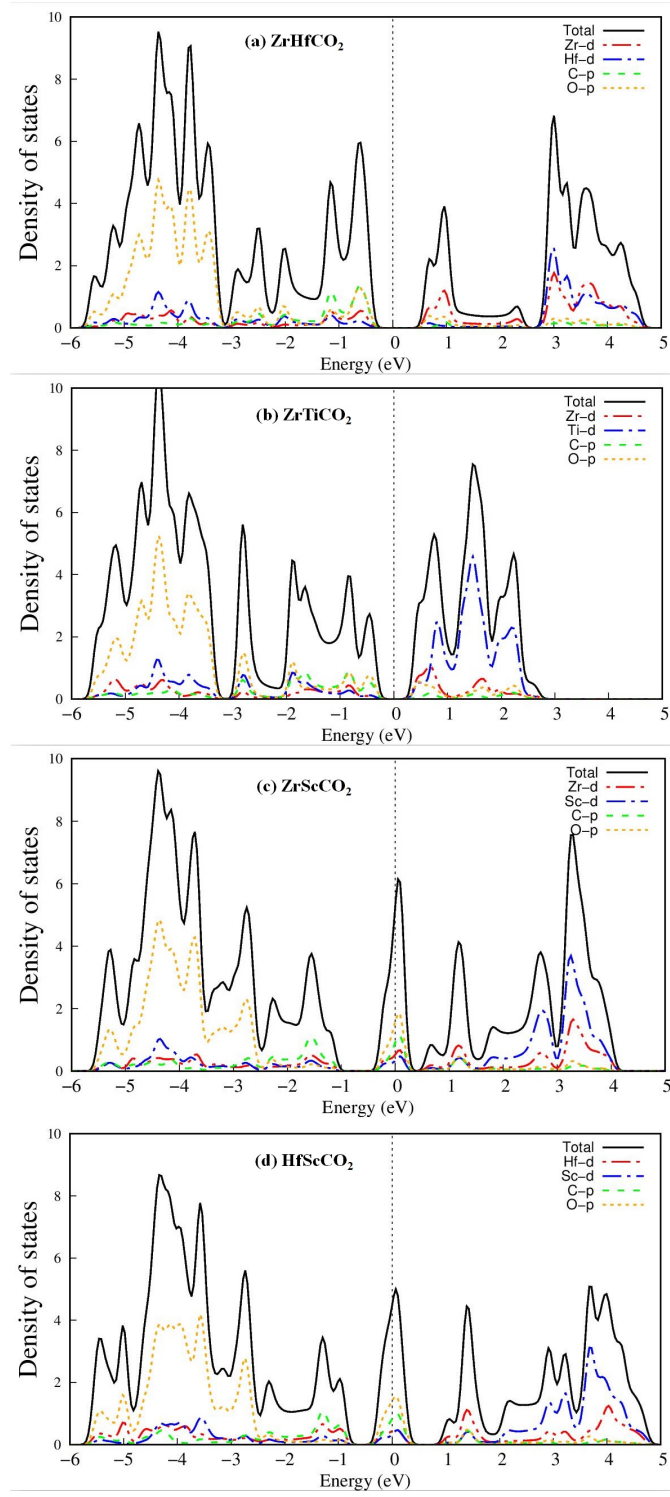 (a) ZrHfCO₂
Total
Zr-d
Hf-d
C-p
O-p
Density of states
10
8
6
4
2
0
−6 −5 −4 −3 −2 −1 0 1 2 3 4 5
Energy (eV)
(b) ZrTiCO₂
Total
Zr-d
Ti-d
C-p
O-p
Density of states
10
8
6
4
2
0
−6 −5 −4 −3 −2 −1 0 1 2 3 4 5
Energy (eV)
(c) ZrScCO₂
Total
Zr-d
Sc-d
C-p
O-p
Density of states
10
8
6
4
2
0
−6 −5 −4 −3 −2 −1 0 1 2 3 4 5
Energy (eV)
(d) HfScCO₂
Total
Hf-d
Sc-d
C-p
O-p
Density of states
10
8
6
4
2
0
−6 −5 −4 −3 −2 −1 0 1 2 3 4 5
Energy (eV)